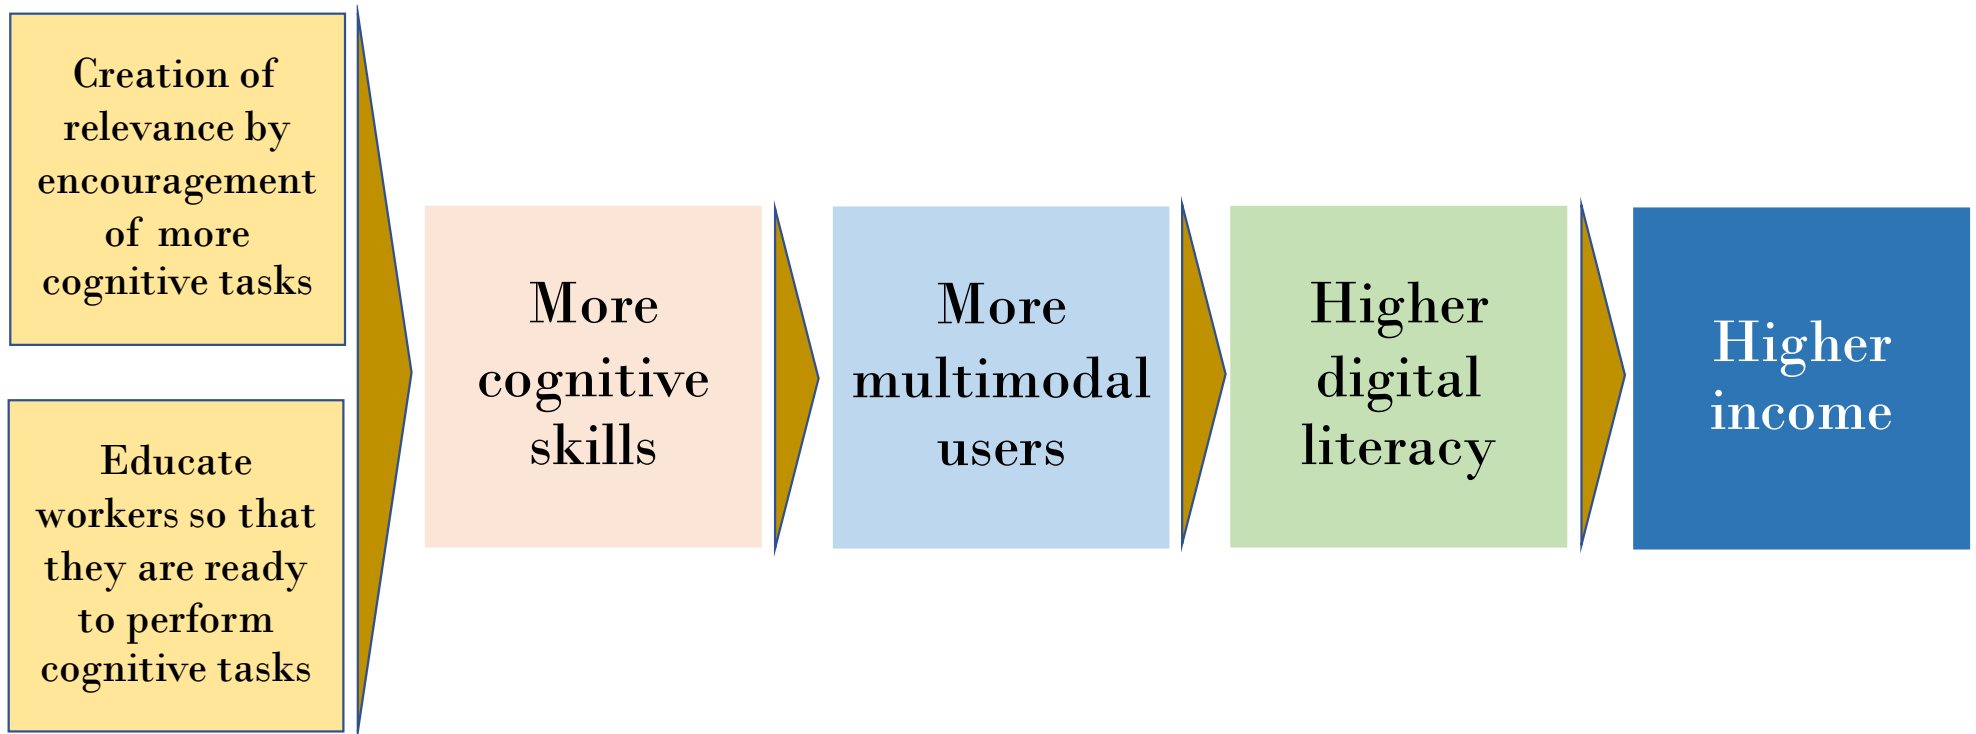 Creation of
relevance by
encouragement
of more
cognitive tasks
Educate
workers so that
they are ready
to perform
cognitive tasks
More
cognitive
skills
More
multimodal
users
Higher
digital
literacy
Higher
income